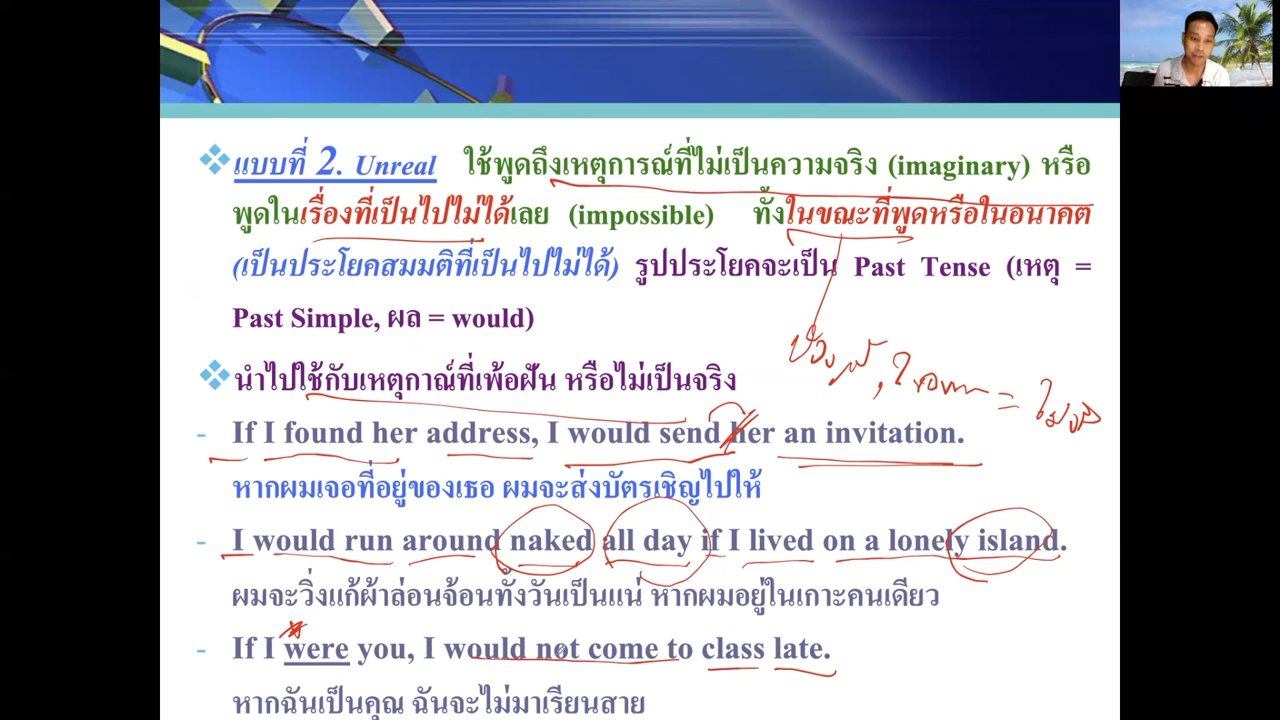 แบบที่ 2. Unreal ใช้พูดถึงเหตุการณ์ที่ไม่เป็นความจริง (imaginary) หรือ
พูดในเรื่องที่เป็นไปไม่ได้เลย (impossible) ทั้งในขณะที่พูดหรือในอนาคต
(เป็นประโยคสมมติที่เป็นไปไม่ได้) รูปประโยคจะเป็น Past Tense (เหตุ =
Past Simple, ผล = would)
นำไปใช้กับเหตุกาณ์ที่เพ้อฝัน หรือไม่เป็นจริง
- If I found her address, I would send her an invitation.
หากผมเจอที่อยู่ของเธอ ผมจะส่งบัตรเชิญไปให้
- I would run around naked all day if I lived on a lonely island.
ผมจะวิ่งแก้ผ้าล่อนจ้อนทั้งวันเป็นแน่ หากผมอยู่ในเกาะคนเดียว
- If I were you, I would not come to class late.
หากฉันเป็นคุณ ฉันจะไม่มาเรียนสาย